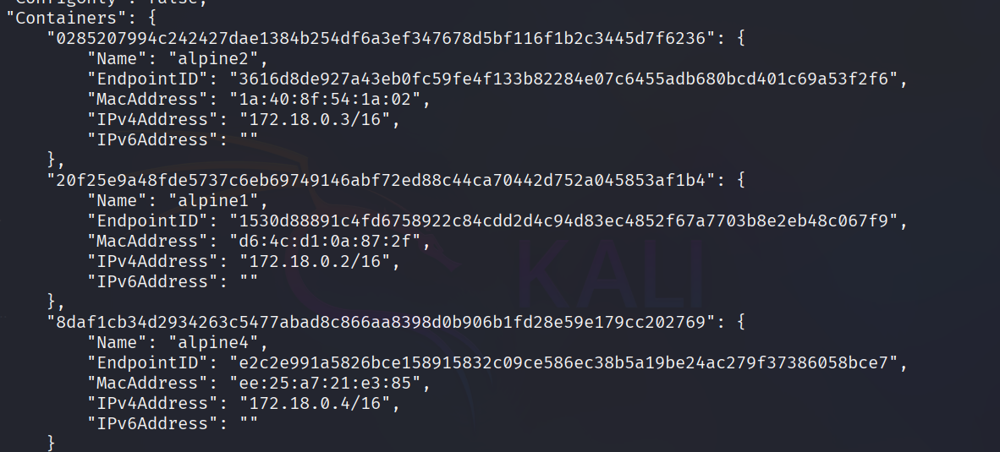 "ConfigOnly": false,
"Containers": {
"0285207994c242427dae1384b254df6a3ef347678d5bf116f1b2c3445d7f6236": {
"Name": "alpine2",
"EndpointID": "3616d8de927a43eb0fc59fe4f133b82284e07c6455adb680bcd401c69a53f2f6",
"MacAddress": "1a:40:8f:54:1a:02",
"IPv4Address": "172.18.0.3/16",
"IPv6Address": ""
},
"20f25e9a48fde5737c6eb69749146abf72ed88c44ca70442d752a045853af1b4": {
"Name": "alpine1",
"EndpointID": "1530d88891c4fd6758922c84cdd2d4c94d83ec4852f67a7703b8e2eb48c067f9",
"MacAddress": "d6:4c:d1:0a:87:2f",
"IPv4Address": "172.18.0.2/16",
"IPv6Address": ""
},
"8daf1cb34d2934263c5477abad8c866aa8398d0b906b1fd28e59e179cc202769": {
"Name": "alpine4",
"EndpointID": "e2c2e991a5826bce158915832c09ce586ec38b5a19be24ac279f37386058bce7",
"MacAddress": "ee:25:a7:21:e3:85",
"IPv4Address": "172.18.0.4/16",
"IPv6Address": ""
}
KALI